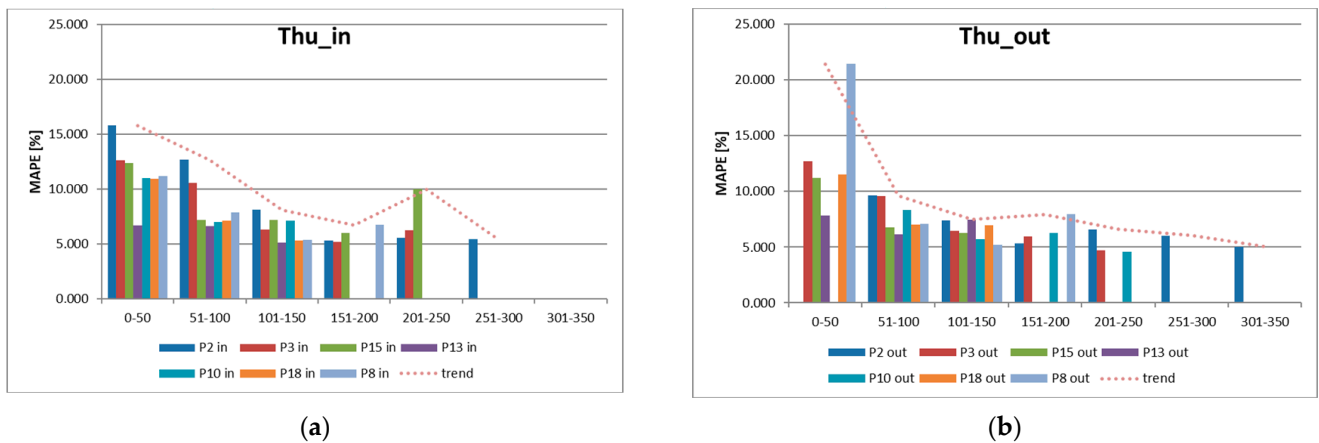 Thu_in
MAPE [%]
25.000
20.000
15.000
10.000
5.000
0.000
0-50 51-100 101-150 151-200 201-250 251-300 301-350
P2 in P3 in P15 in P13 in
P10 in P18 in P8 in trend
(a)
Thu_out
MAPE [%]
25.000
20.000
15.000
10.000
5.000
0.000
0-50 51-100 101-150 151-200 201-250 251-300 301-350
P2 out P3 out P15 out P13 out
P10 out P18 out P8 out trend
(b)